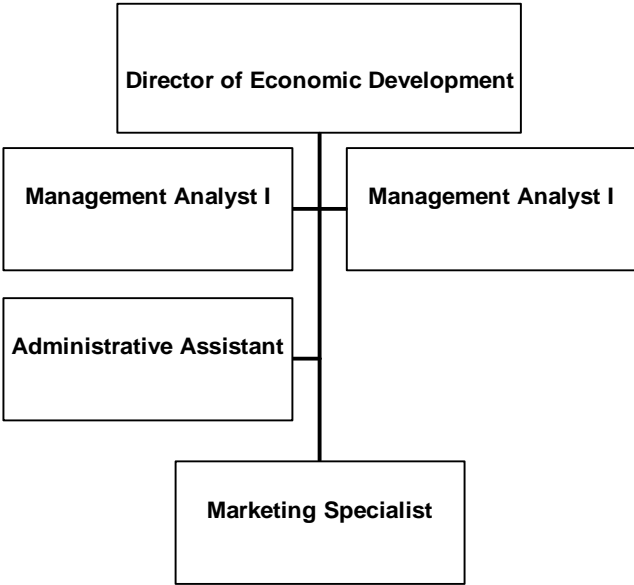 Director of Economic Development
Management Analyst I
Management Analyst I
Administrative Assistant
Marketing Specialist